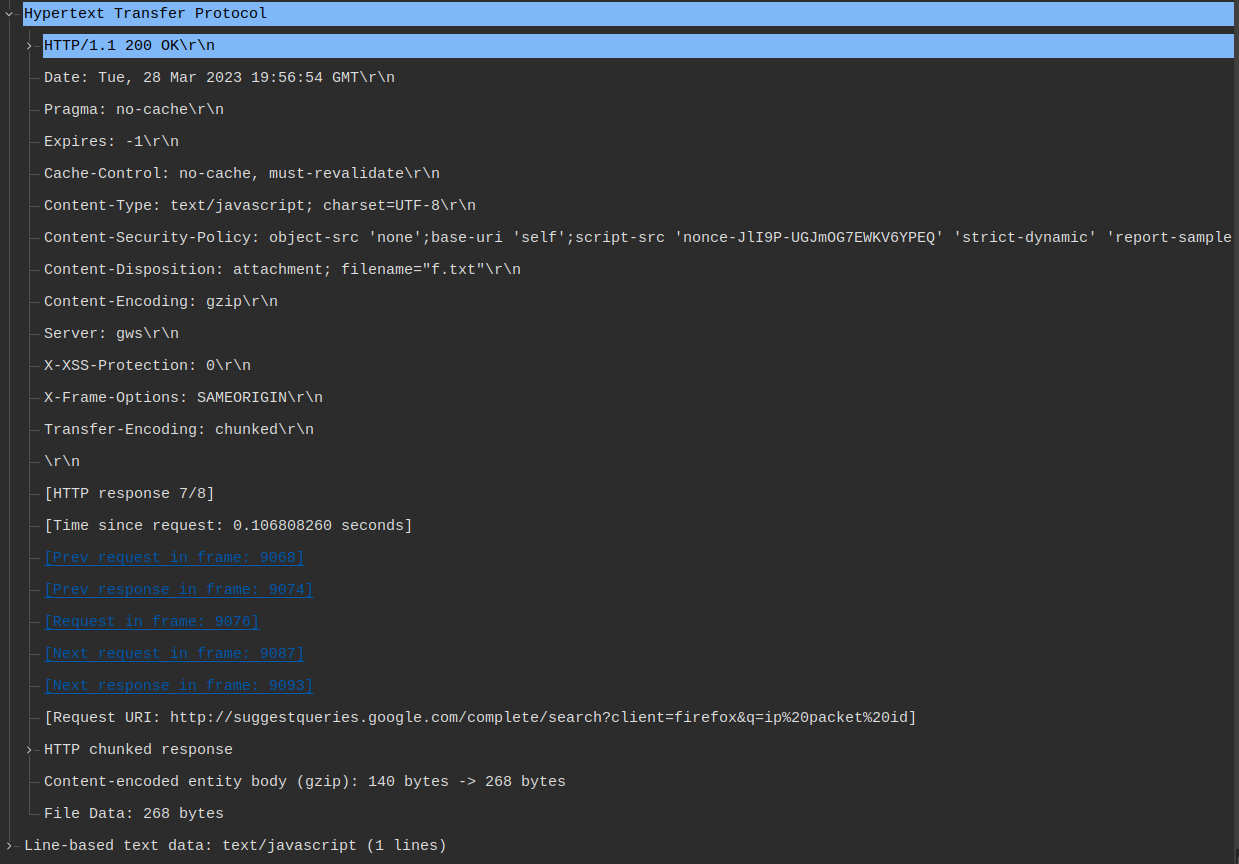 Hypertext Transfer Protocol
HTTP/1.1 200 OK\r\n
Date: Tue, 28 Mar 2023 19:56:54 GMT\r\n
Pragma: no-cache\r\n
Expires: -1\r\n
Cache-Control: no-cache, must-revalidate\r\n
Content-Type: text/javascript; charset=UTF-8\r\n
Content-Security-Policy: object-src 'none';base-uri 'self';script-src 'nonce-JlI9P-UGJmOG7EWKV6YPEQ' 'strict-dynamic' 'report-sample
Content-Disposition: attachment; filename="f.txt"\r\n
Content-Encoding: gzip\r\n
Server: gws\r\n
X-XSS-Protection: 0\r\n
X-Frame-Options: SAMEORIGIN\r\n
Transfer-Encoding: chunked\r\n
\r\n
[HTTP response 7/8]
[Time since request: 0.106808260 seconds]
[Prev request in frame: 9068]
[Prev response in frame: 9074]
[Request in frame: 9076]
[Next request in frame: 9087]
[Next response in frame: 9093]
[Request URI: http://suggestqueries.google.com/complete/search?client=firefox&q=ip%20packet%20id]
HTTP chunked response
Content-encoded entity body (gzip): 140 bytes -> 268 bytes
File Data: 268 bytes
Line-based text data: text/javascript (1 lines)